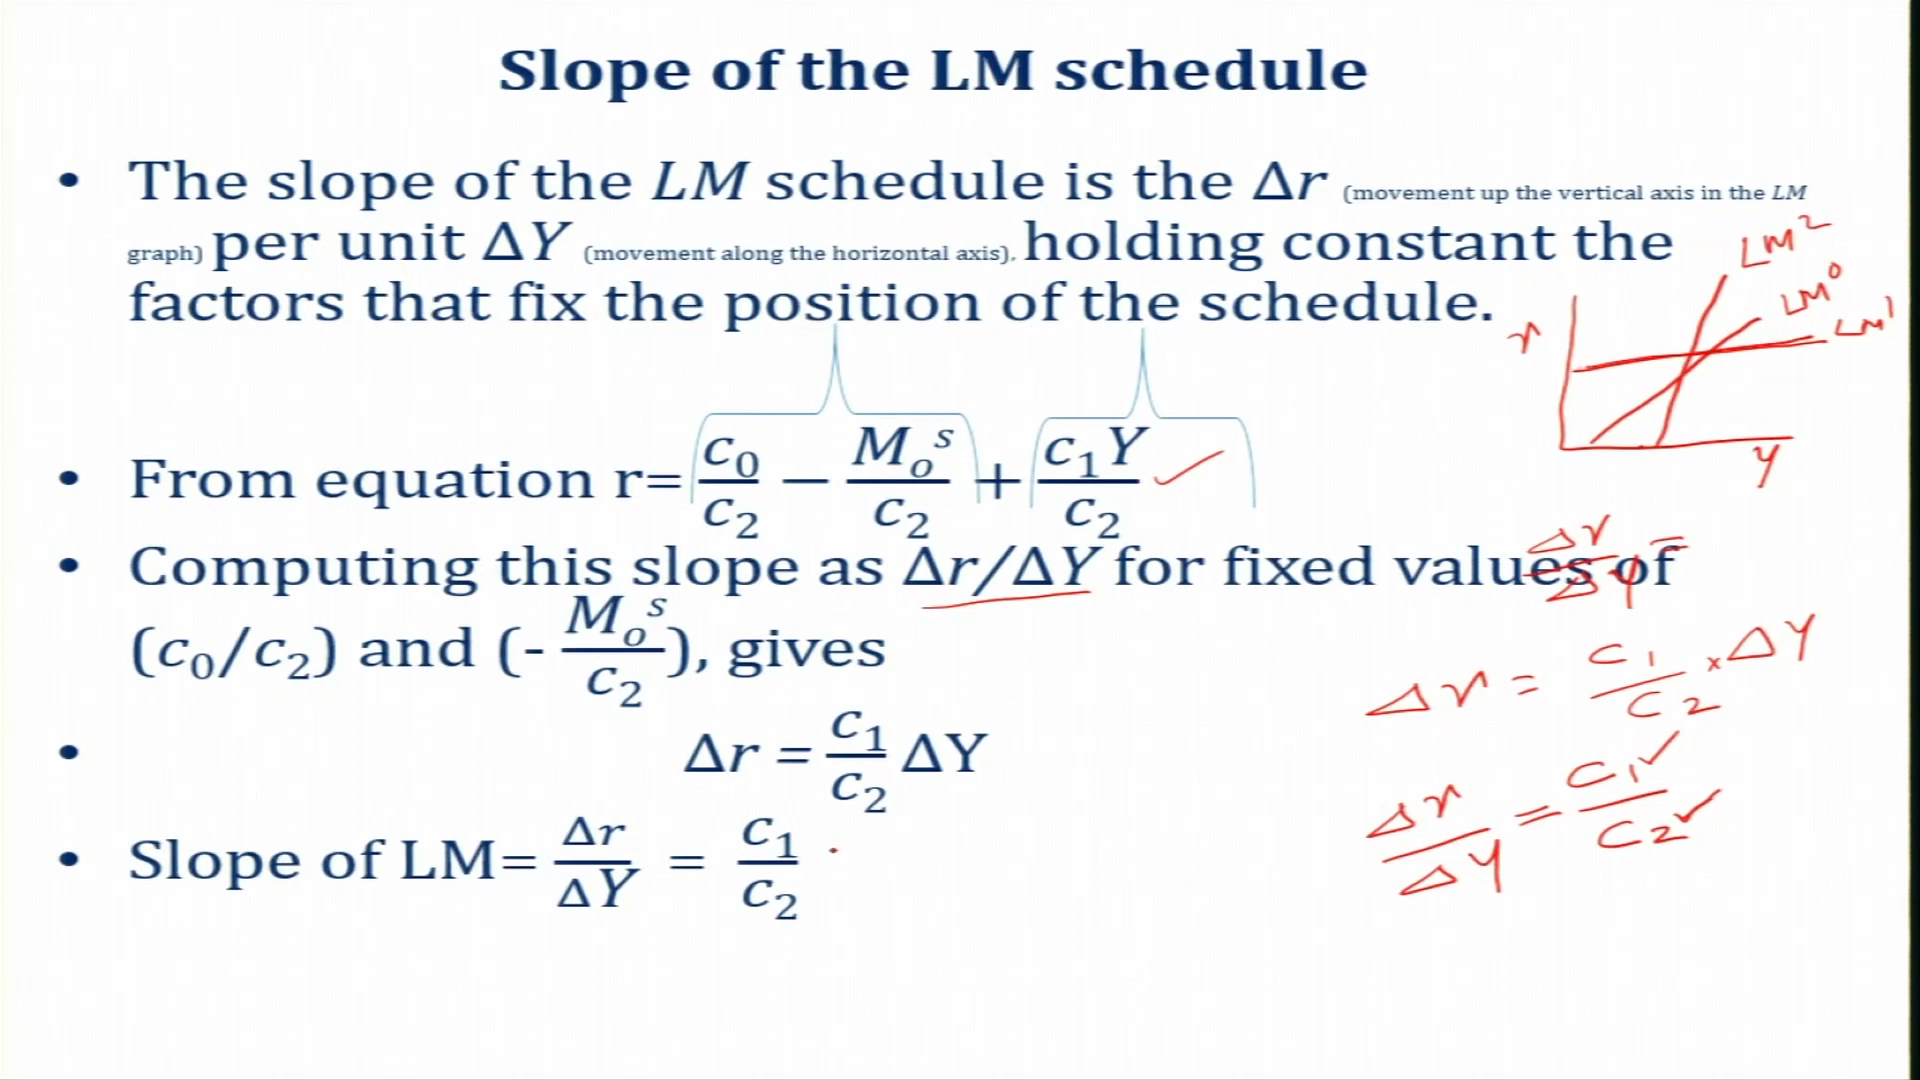 Slope of the LM schedule
• The slope of the LM schedule is the Δr (movement up the vertical axis in the LM
graph) per unit ΔY (movement along the horizontal axis), holding constant the
factors that fix the position of the schedule.
LM²
LM⁰
LM¹
r
Y
• From equation r= c₀/c₂ − Mₒˢ/c₂ + c₁Y/c₂ ✓
• Computing this slope as Δr/ΔY for fixed values of
Δr/ΔY =
(c₀/c₂) and (- Mₒˢ/c₂), gives
Δr = c₁/c₂ × ΔY
• Δr = c₁/c₂ ΔY
Δr/ΔY = c₁✓/c₂✓
• Slope of LM= Δr/ΔY = c₁/c₂